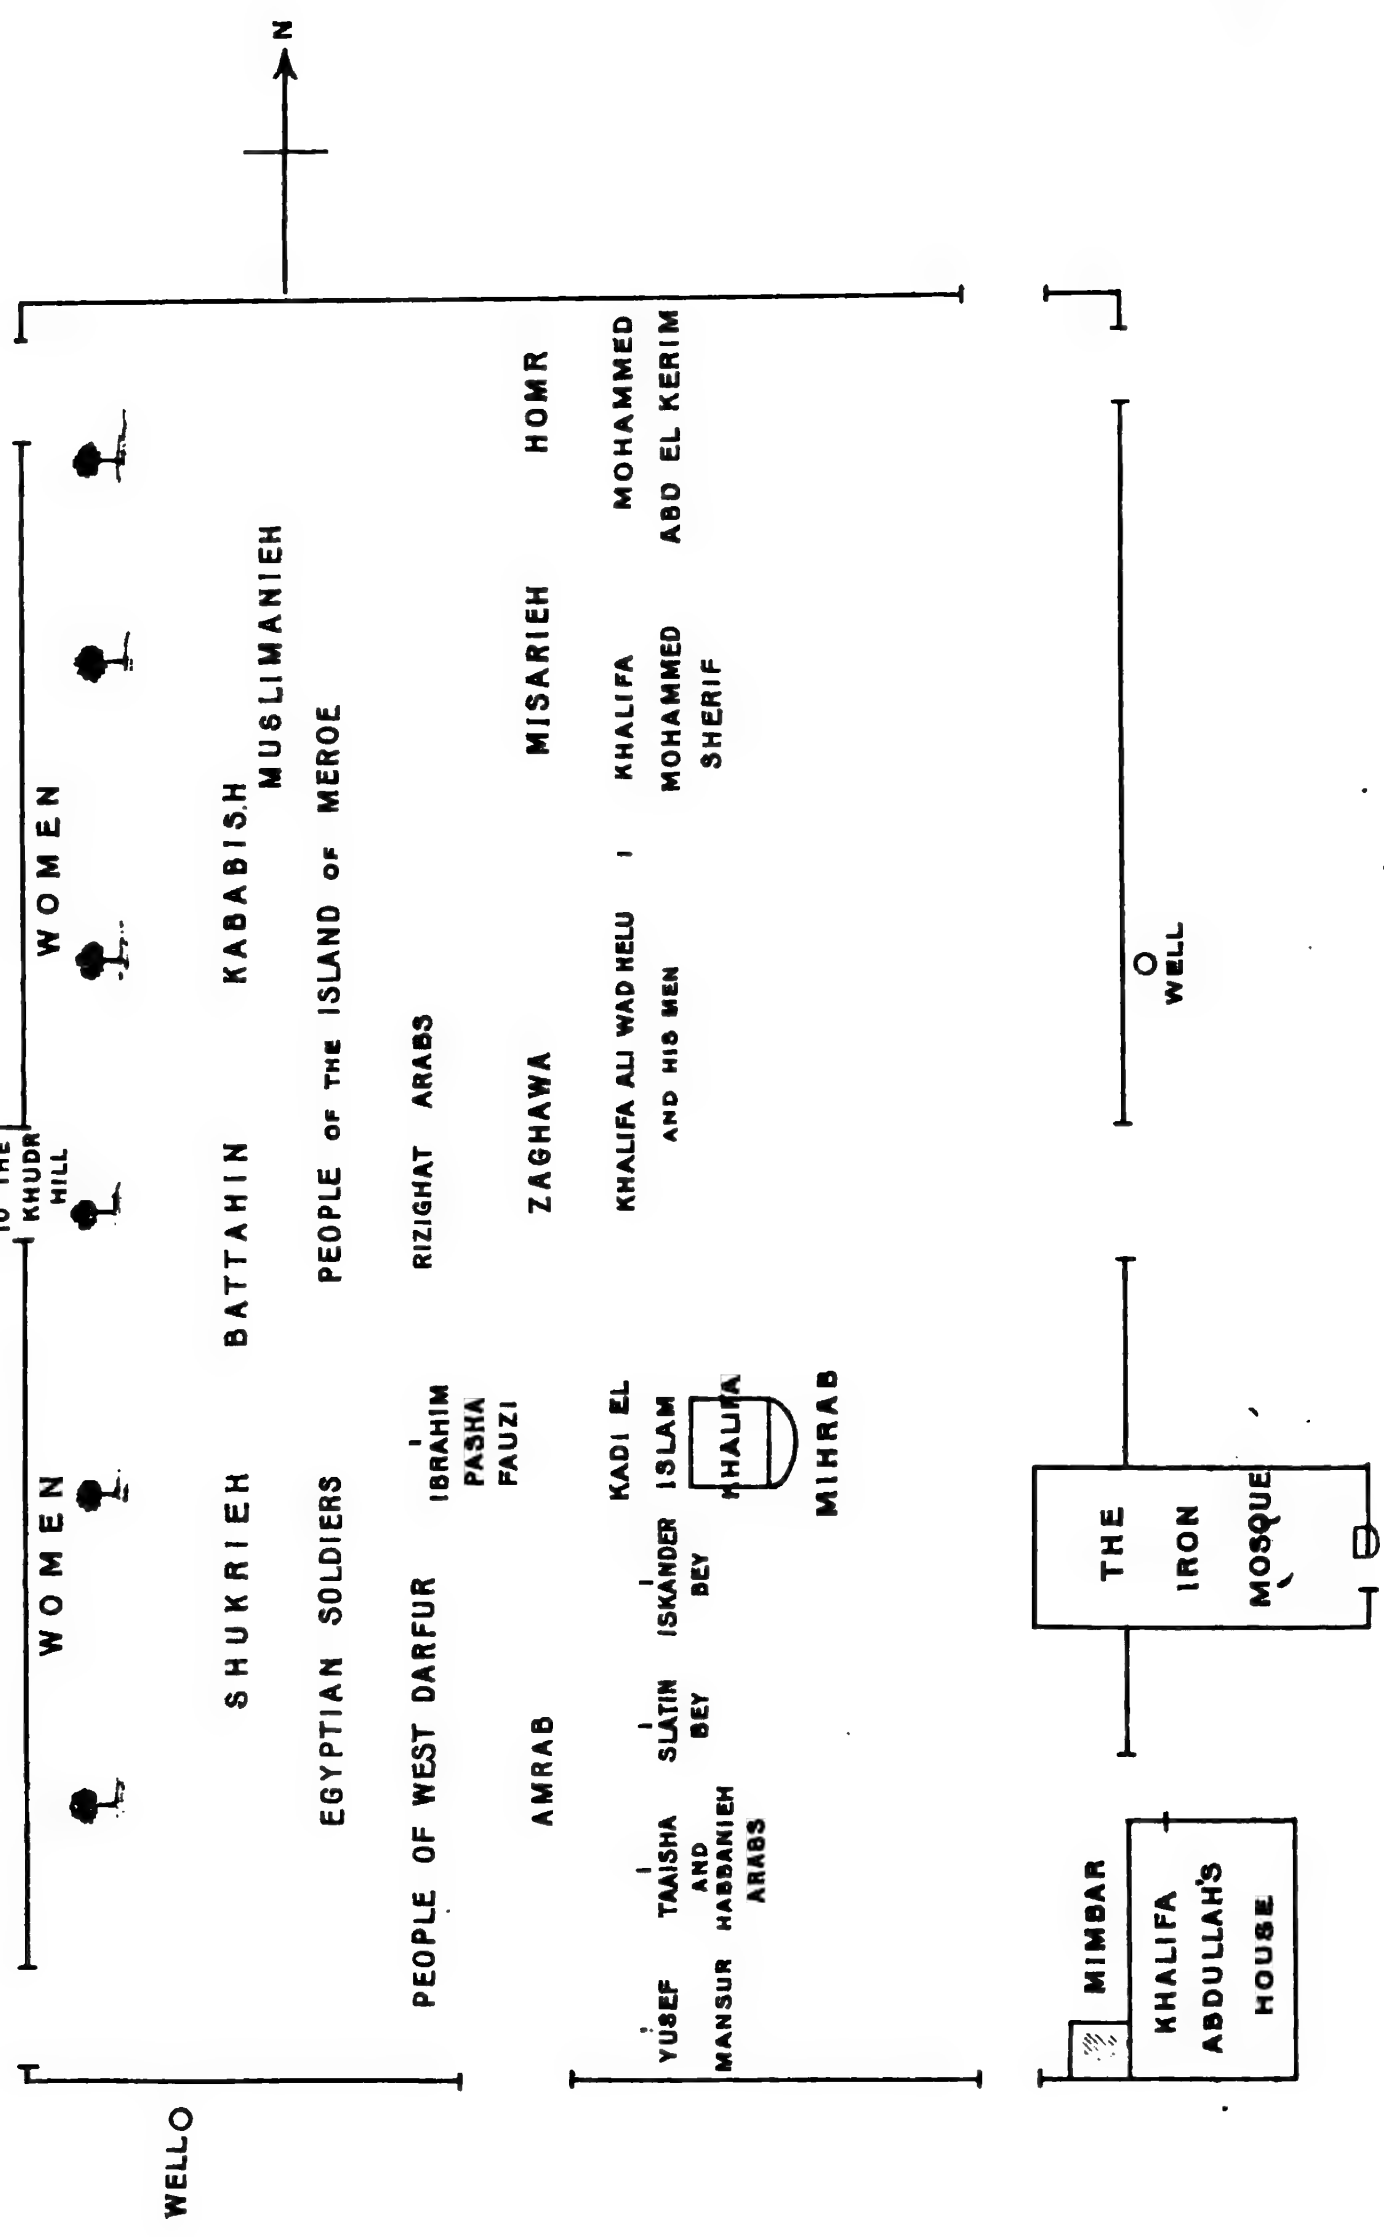 N
TO THE
KHUDR
HILL
WOMEN
WOMEN
WELL
SHUKRIEH
BATTAHIN
KABABISH
MUSLIMANIEH
EGYPTIAN SOLDIERS
PEOPLE OF THE ISLAND OF MEROE
PEOPLE OF WEST DARFUR
IBRAHIM
PASHA
FAUZI
RIZIGHAT ARABS
AMRAB
ZAGHAWA
MISARIEH
HOMR
YUSEF
MANSUR
TAAISHA
AND
HABBANIEH
ARABS
SLATIN
BEY
ISKANDER
BEY
KADI EL
ISLAM
KHALIFA
MIHRAB
KHALIFA ALI WAD HELU
AND HIS MEN
KHALIFA
MOHAMMED
SHERIF
MOHAMMED
ABD EL KERIM
MIMBAR
KHALIFA
ABDULLAH'S
HOUSE
THE
IRON
MOSQUE
WELL